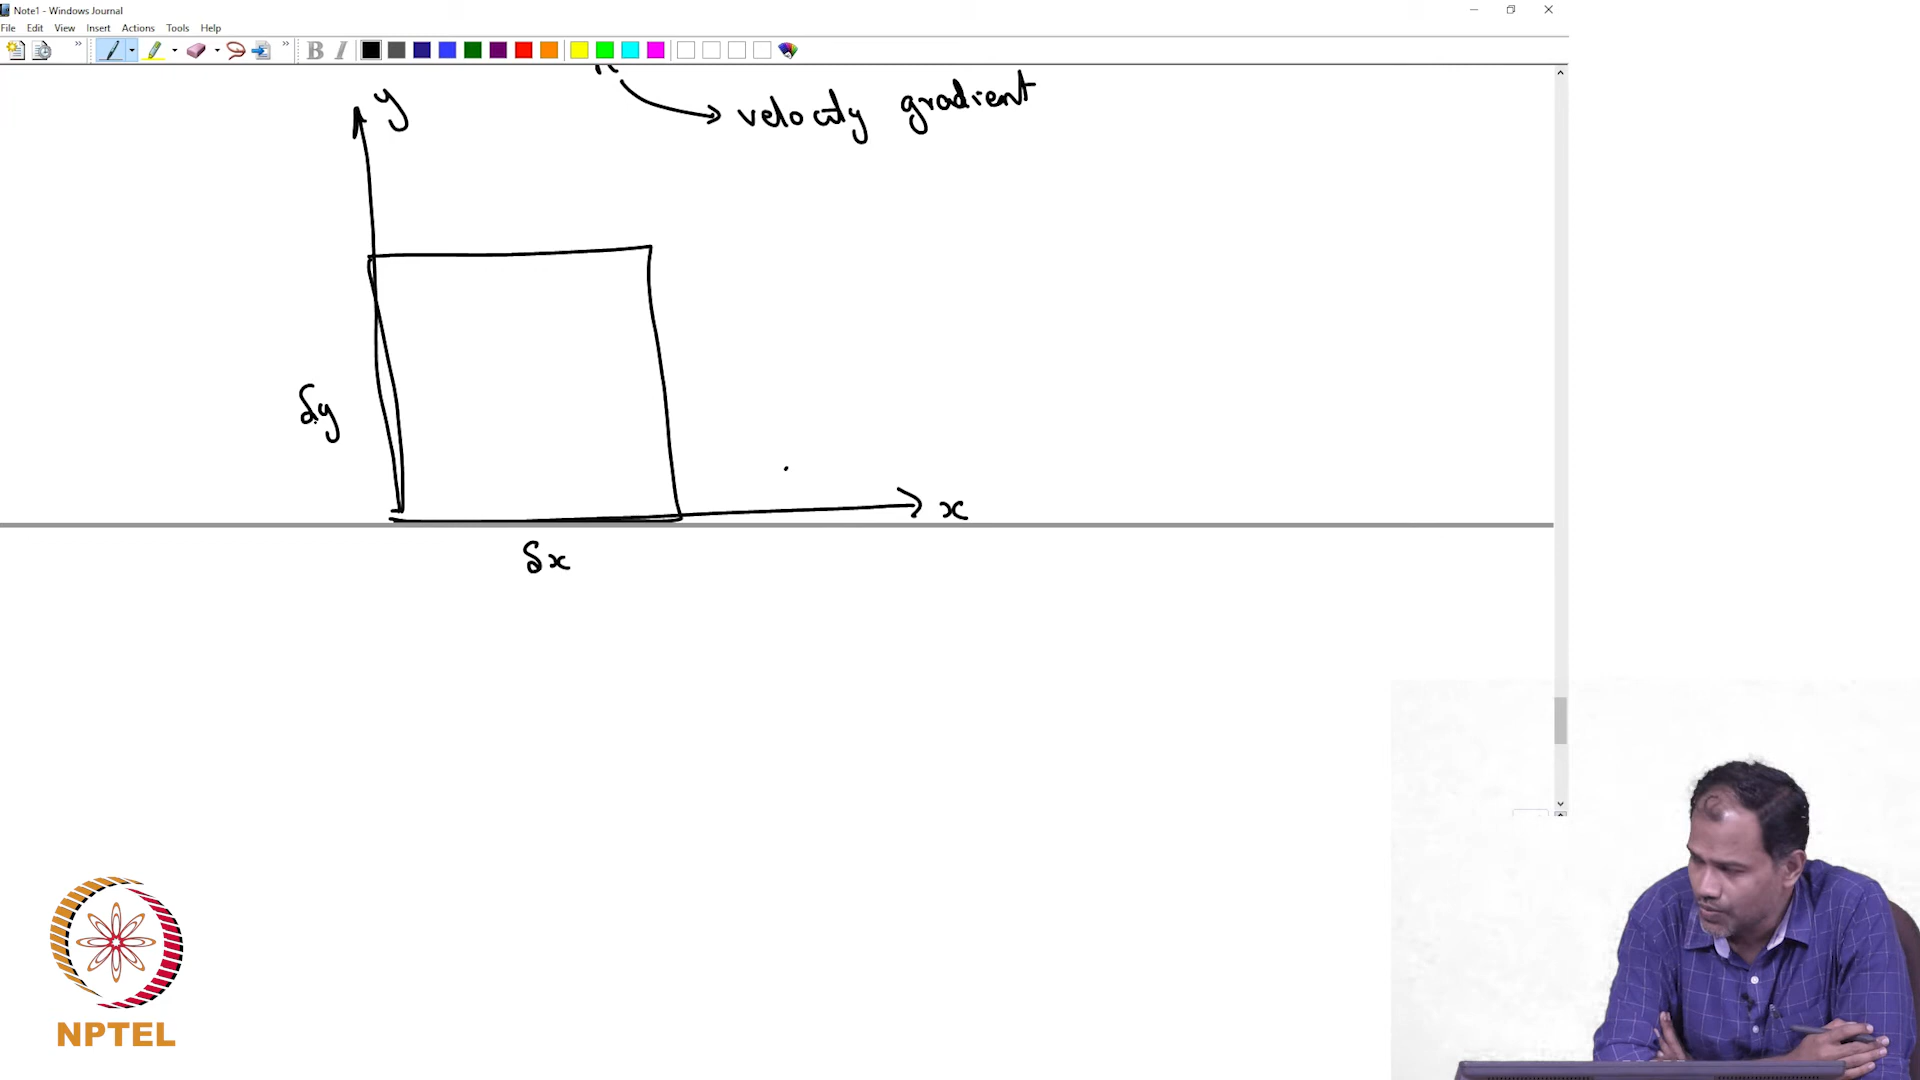 Note1 - Windows Journal
File Edit View Insert Actions Tools Help
B I
y
velocity gradient
δy
x
δx
NPTEL